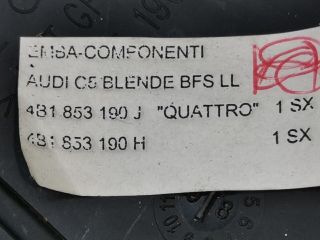 EMBA-COMPONENTI
AUDI C5 BLENDE BFS LL
4B1 853 190 J "QUATTRO" 1 SX
4B1 853 190 H 1 SX